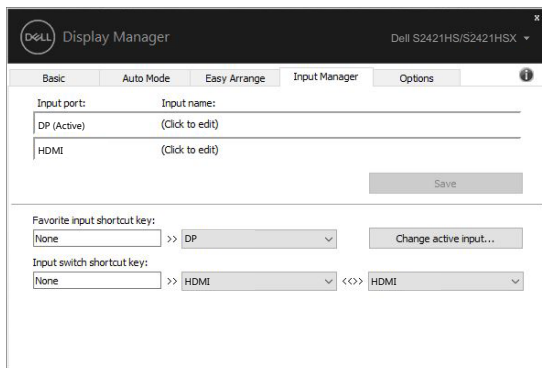 x
DELL Display Manager Dell S2421HS/S2421HSX
Basic Auto Mode Easy Arrange Input Manager Options i
Input port: Input name:
DP (Active) (Click to edit)
HDMI (Click to edit)
Save
Favorite input shortcut key:
None >> DP Change active input...
Input switch shortcut key:
None >> HDMI <<>> HDMI